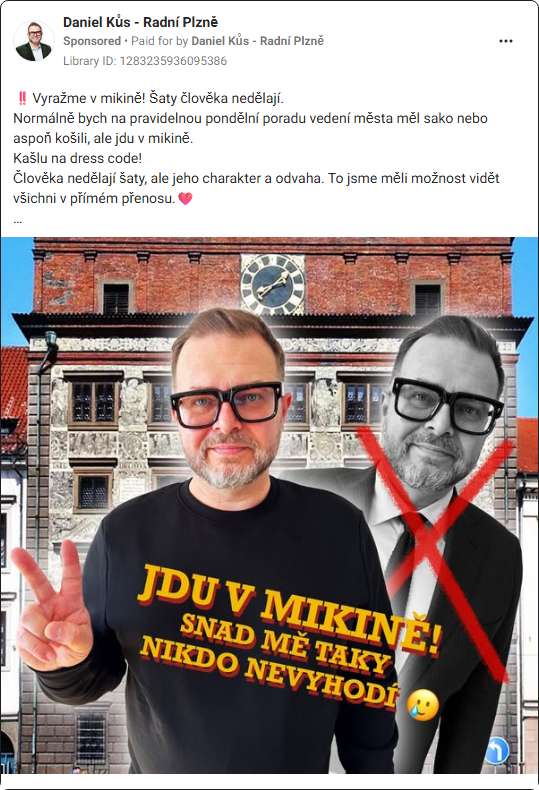 Daniel Kůs - Radní Plzně
Sponsored • Paid for by Daniel Kůs - Radní Plzně
Library ID: 1283235936095386
‼️ Vyražme v mikině! Šaty člověka nedělají.
Normálně bych na pravidelnou pondělní poradu vedení města měl sako nebo
aspoň košili, ale jdu v mikině.
Kašlu na dress code!
Člověka nedělají šaty, ale jeho charakter a odvaha. To jsme měli možnost vidět
všichni v přímém přenosu.❤️
...
JDU V MIKINĚ!
SNAD MĚ TAKY
NIKDO NEVYHODÍ 🥲